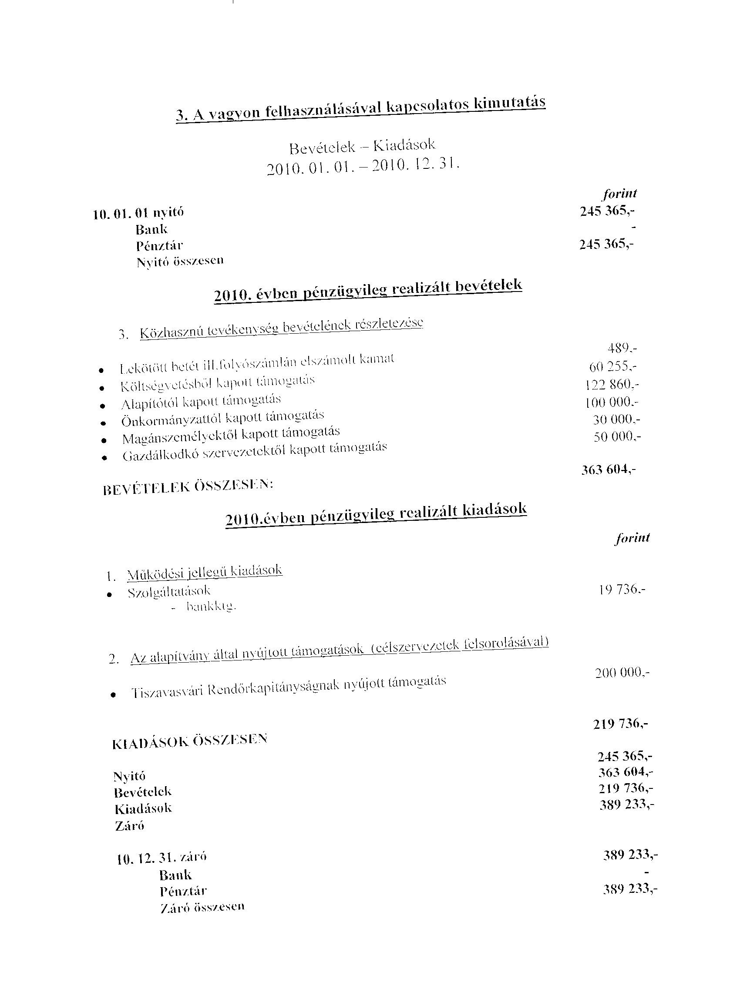 3. A vagyon felhasználásával kapcsolatos kimutatás
Bevételek – Kiadások
2010. 01. 01. – 2010. 12. 31.
forint
10. 01. 01 nyitó
Bank 245 365,-
Pénztár -
Nyitó összesen 245 365,-
2010. évben pénzügyileg realizált bevételek
3. Közhasznú tevékenység bevételének részletezése
• Lekötött betét ill.folyószámlán elszámolt kamat 489,-
• Költségvetésből kapott támogatás 60 255,-
• Alapítótól kapott támogatás 122 860,-
• Önkormányzattól kapott támogatás 100 000,-
• Magánszemélyektől kapott támogatás 30 000,-
• Gazdálkodkó szervezetektől kapott támogatás 50 000,-
BEVÉTELEK ÖSSZESEN: 363 604,-
2010.évben pénzügyileg realizált kiadások
forint
1. Működési jellegű kiadások
• Szolgáltatások
- bankktg. 19 736,-
2. Az alapítvány által nyújtott támogatások (célszervezetek felsorolásával)
• Tiszavasvári Rendőrkapitányságnak nyújott támogatás 200 000,-
KIADÁSOK ÖSSZESEN 219 736,-
Nyitó 245 365,-
Bevételek 363 604,-
Kiadások 219 736,-
Záró 389 233,-
10. 12. 31. záró
Bank 389 233,-
Pénztár -
Záró összesen 389 233,-